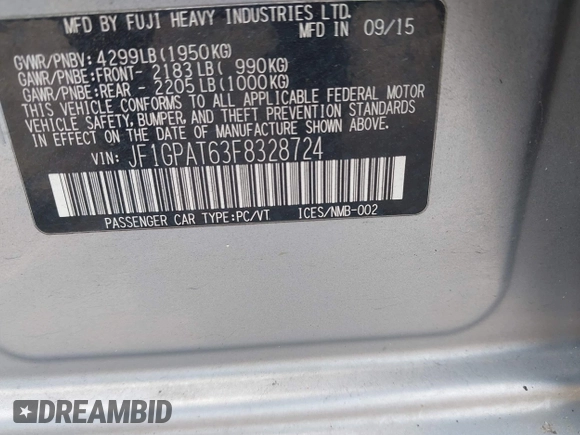 MFD BY FUJI HEAVY INDUSTRIES LTD.
MFD IN 09/15
GVWR/PNBV: 4299LB(1950KG)
GAWR/PNBE:FRONT- 2183LB( 990KG)
GAWR/PNBE:REAR - 2205LB(1000KG)
THIS VEHICLE CONFORMS TO ALL APPLICABLE FEDERAL MOTOR
VEHICLE SAFETY, BUMPER, AND THEFT PREVENTION STANDARDS
IN EFFECT ON THE DATE OF MANUFACTURE SHOWN ABOVE.
VIN: JF1GPAT63F8328724
PASSENGER CAR TYPE:PC/VT ICES/NMB-002
DREAMBID